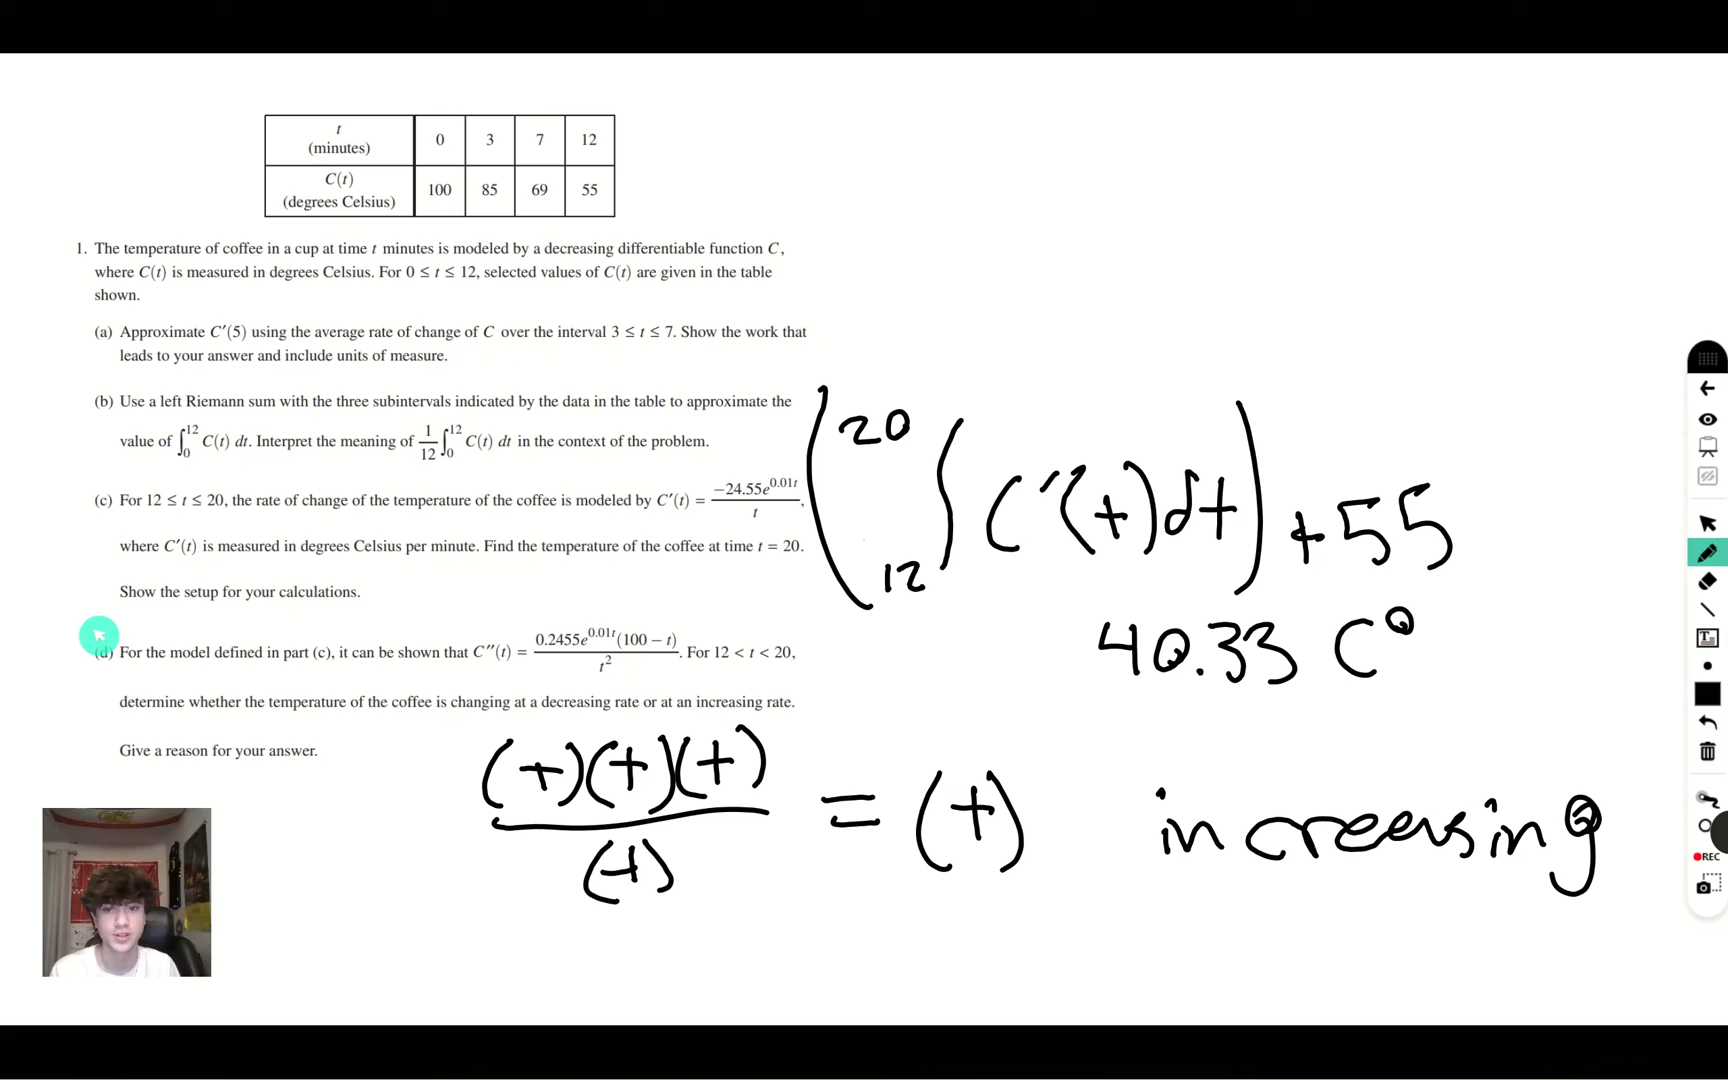 t
(minutes) 0 3 7 12
C(t)
(degrees Celsius) 100 85 69 55
1. The temperature of coffee in a cup at time t minutes is modeled by a decreasing differentiable function C,
where C(t) is measured in degrees Celsius. For 0 ≤ t ≤ 12, selected values of C(t) are given in the table
shown.
(a) Approximate C′(5) using the average rate of change of C over the interval 3 ≤ t ≤ 7. Show the work that
leads to your answer and include units of measure.
(b) Use a left Riemann sum with the three subintervals indicated by the data in the table to approximate the
value of ∫₀¹² C(t) dt. Interpret the meaning of 1/12 ∫₀¹² C(t) dt in the context of the problem.
(c) For 12 ≤ t ≤ 20, the rate of change of the temperature of the coffee is modeled by C′(t) = −24.55e^0.01t / t,
where C′(t) is measured in degrees Celsius per minute. Find the temperature of the coffee at time t = 20.
Show the setup for your calculations.
(d) For the model defined in part (c), it can be shown that C″(t) = 0.2455e^0.01t(100 − t) / t². For 12 < t < 20,
determine whether the temperature of the coffee is changing at a decreasing rate or at an increasing rate.
Give a reason for your answer.
(20 ∫ 12 C′(t)dt) + 55
40.33 C°
(+)(+)(+) / (+) = (+) increasing
REC
T